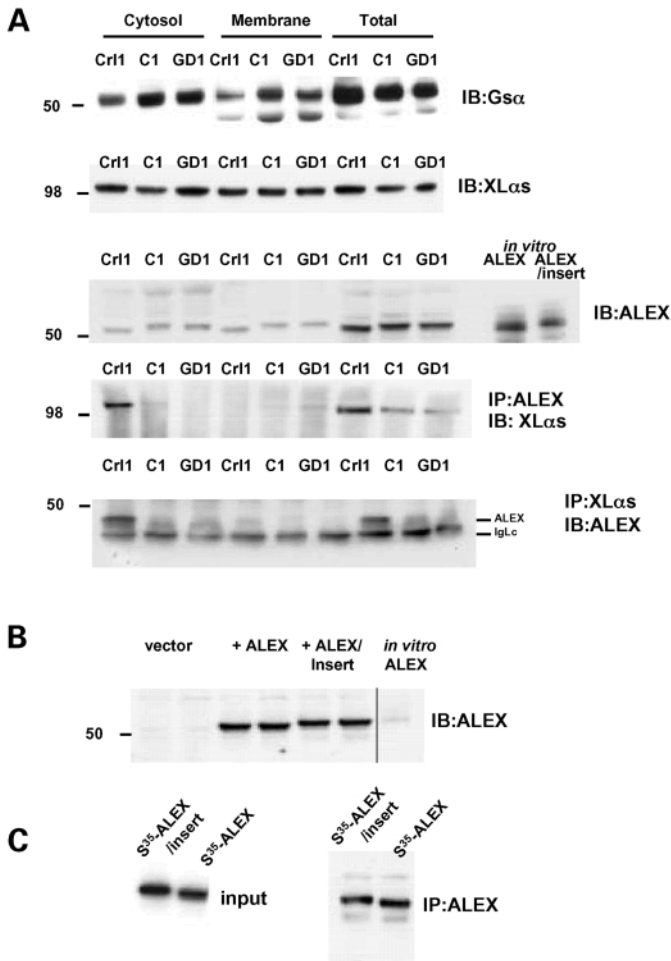 A
Cytosol Membrane Total
Crl1 C1 GD1 Crl1 C1 GD1 Crl1 C1 GD1
50 IB:Gsα
Crl1 C1 GD1 Crl1 C1 GD1 Crl1 C1 GD1
98 IB:XLαs
in vitro
Crl1 C1 GD1 Crl1 C1 GD1 Crl1 C1 GD1 ALEX ALEX
/insert
IB:ALEX
50
Crl1 C1 GD1 Crl1 C1 GD1 Crl1 C1 GD1
IP:ALEX
98 IB: XLαs
Crl1 C1 GD1 Crl1 C1 GD1 Crl1 C1 GD1
50 IP:XLαs
ALEX
IB:ALEX
IgLc
B
vector + ALEX + ALEX/ in vitro
Insert ALEX
IB:ALEX
50
C
S35-ALEX
/insert
S35-ALEX
input
S35-ALEX
/insert
S35-ALEX
IP:ALEX